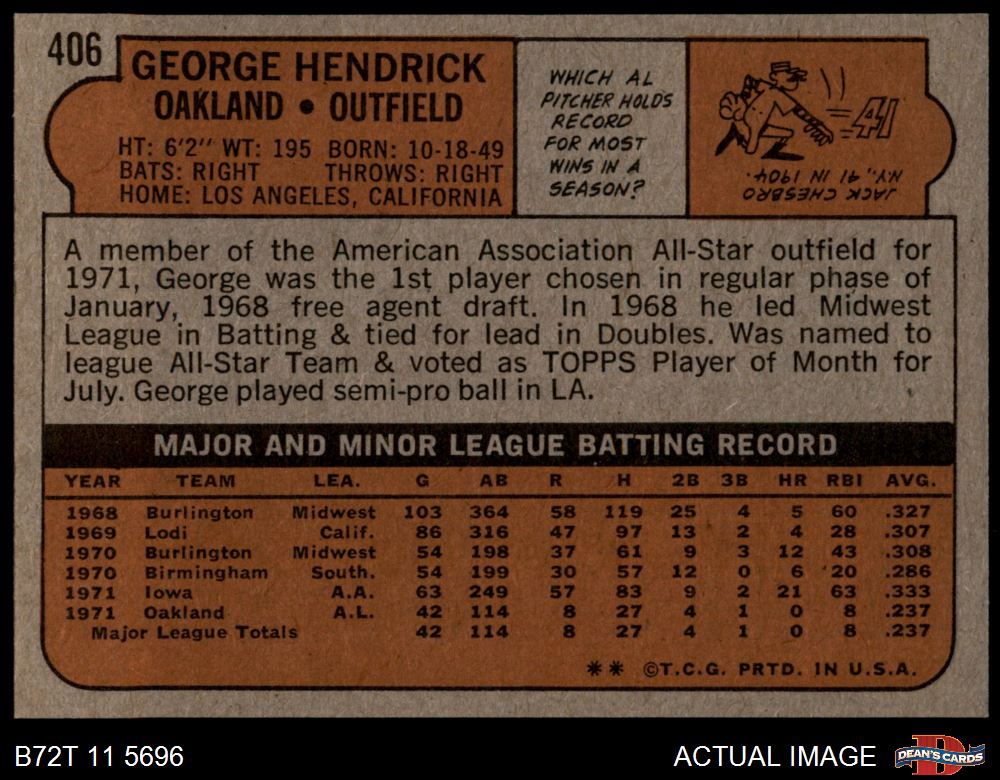 406
GEORGE HENDRICK
OAKLAND • OUTFIELD
HT: 6'2" WT: 195 BORN: 10-18-49
BATS: RIGHT THROWS: RIGHT
HOME: LOS ANGELES, CALIFORNIA
WHICH AL
PITCHER HOLDS
RECORD
FOR MOST
WINS IN A
SEASON?
41
JACK CHESBRO
N.Y., 41 IN 1904.
A member of the American Association All-Star outfield for
1971, George was the 1st player chosen in regular phase of
January, 1968 free agent draft. In 1968 he led Midwest
League in Batting & tied for lead in Doubles. Was named to
league All-Star Team & voted as TOPPS Player of Month for
July. George played semi-pro ball in LA.
MAJOR AND MINOR LEAGUE BATTING RECORD
YEAR TEAM LEA. G AB R H 2B 3B HR RBI AVG.
1968 Burlington Midwest 103 364 58 119 25 4 5 60 .327
1969 Lodi Calif. 86 316 47 97 13 2 4 28 .307
1970 Burlington Midwest 54 198 37 61 9 3 12 43 .308
1970 Birmingham South. 54 199 30 57 12 0 6 20 .286
1971 Iowa A.A. 63 249 57 83 9 2 21 63 .333
1971 Oakland A.L. 42 114 8 27 4 1 0 8 .237
Major League Totals 42 114 8 27 4 1 0 8 .237
** ©T.C.G. PRTD. IN U.S.A.
B72T 11 5696
ACTUAL IMAGE
D
DEAN'S CARDS